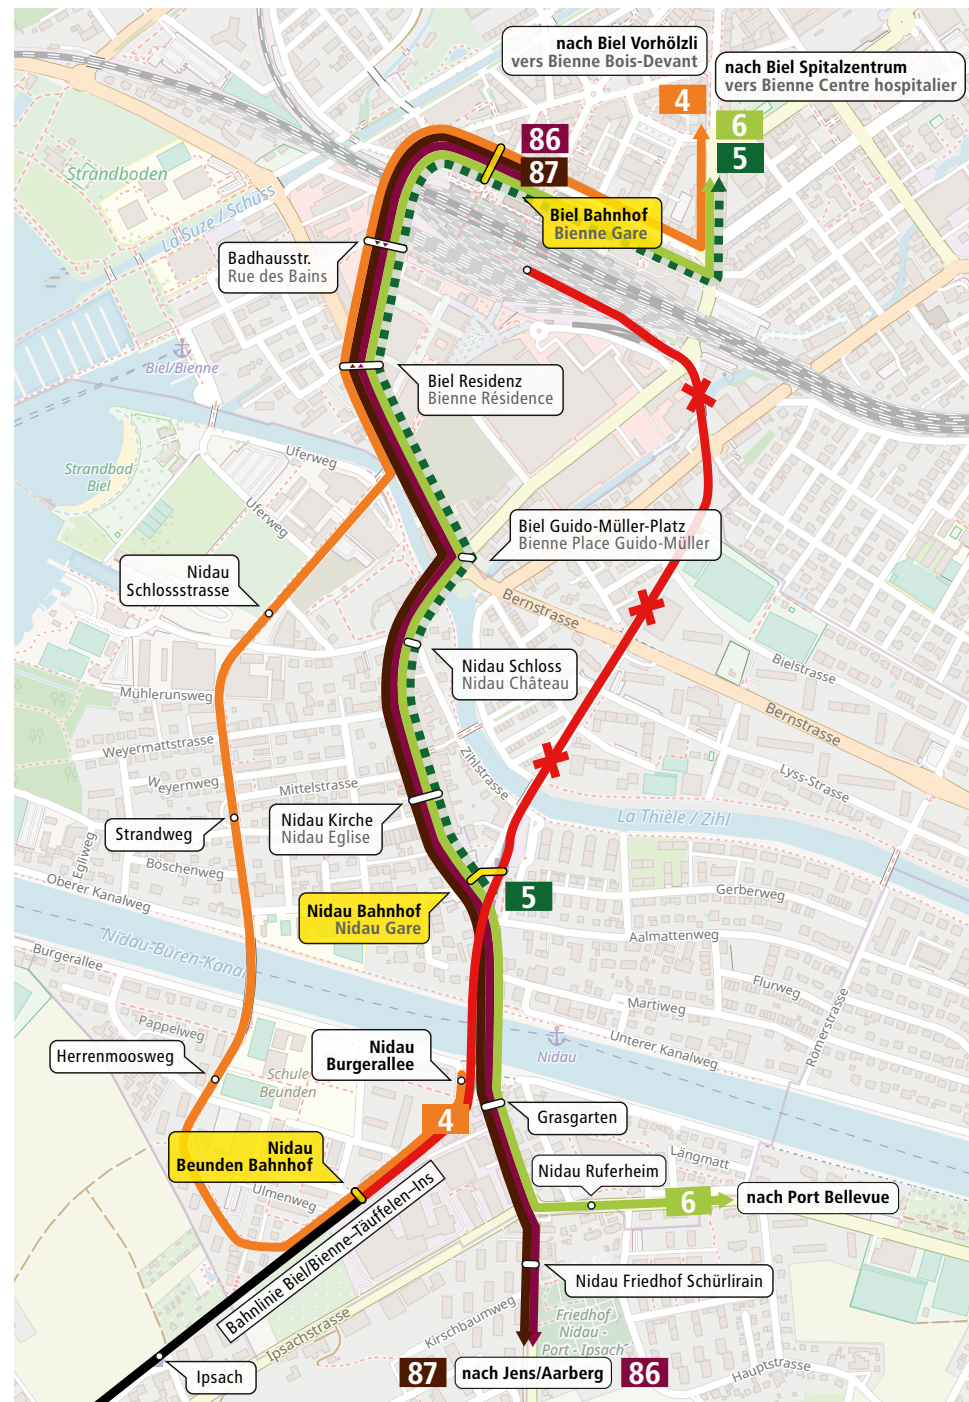 nach Biel Vorhölzli
vers Bienne Bois-Devant
nach Biel Spitalzentrum
vers Bienne Centre hospitalier
4
6
5
86
87
Strandboden
La Suze / Schüss
Biel Bahnhof
Bienne Gare
Badhausstr.
Rue des Bains
Biel/Bienne
Biel Residenz
Bienne Résidence
Uferweg
Strandbad
Biel
Uferweg
Biel Guido-Müller-Platz
Bienne Place Guido-Müller
Nidau
Schlossstrasse
Bernstrasse
Nidau Schloss
Nidau Château
Bielstrasse
Mühlerunsweg
Bernstrasse
Weyermattstrasse
Zihlstrasse
Weyernweg
Mittelstrasse
Lyss-Strasse
Nidau Kirche
Nidau Eglise
La Thièle / Zihl
Strandweg
Egliweg
Böschenweg
Oberer Kanalweg
Gerberweg
5
Nidau Bahnhof
Nidau Gare
Aalmattenweg
Nidau-Büren-Kanal
Burgerallee
Flurweg
Martiweg
Römerstrasse
Pappelweg
Unterer Kanalweg
Nidau
Herrenmoosweg
Nidau
Burgerallee
Schule
Beunden
4
Grasgarten
Nidau
Beunden Bahnhof
Längmatt
Nidau Ruferheim
Ulmenweg
6
nach Port Bellevue
Bahnlinie Biel/Bienne–Täuffelen–Ins
Nidau Friedhof Schürlirain
Kirschbaumweg
Ipsachstrasse
Friedhof
Nidau -
Port - Ipsach
Hauptstrasse
Ipsach
87
nach Jens/Aarberg
86